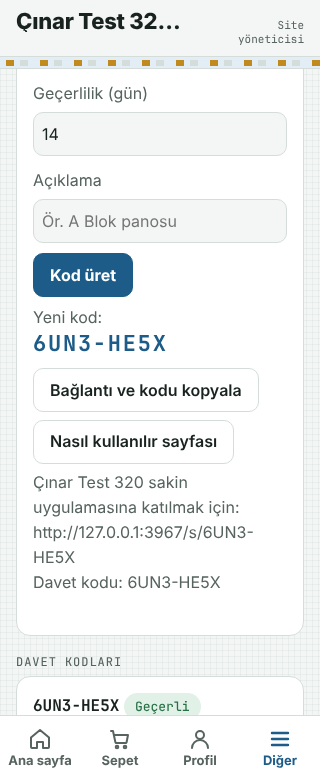 Çınar Test 32...
Site
yöneticisi
Geçerlilik (gün)
14
Açıklama
Ör. A Blok panosu
Kod üret
Yeni kod:
6UN3-HE5X
Bağlantı ve kodu kopyala
Nasıl kullanılır sayfası
Çınar Test 320 sakin
uygulamasına katılmak için:
http://127.0.0.1:3967/s/6UN3-
HE5X
Davet kodu: 6UN3-HE5X
DAVET KODLARI
6UN3-HE5X Geçerli
Ana sayfa Sepet Profil Diğer